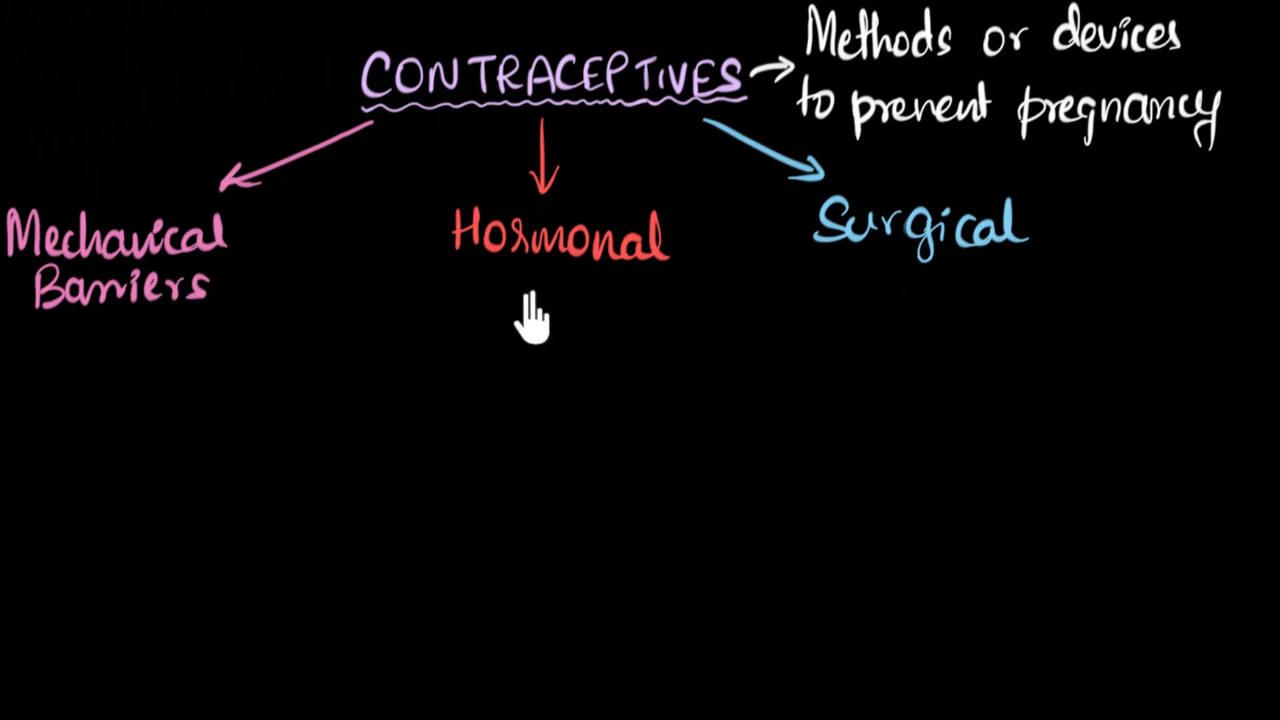 Methods or devices
CONTRACEPTIVES
to prevent pregnancy
Mechanical
Barriers
Hormonal
Surgical